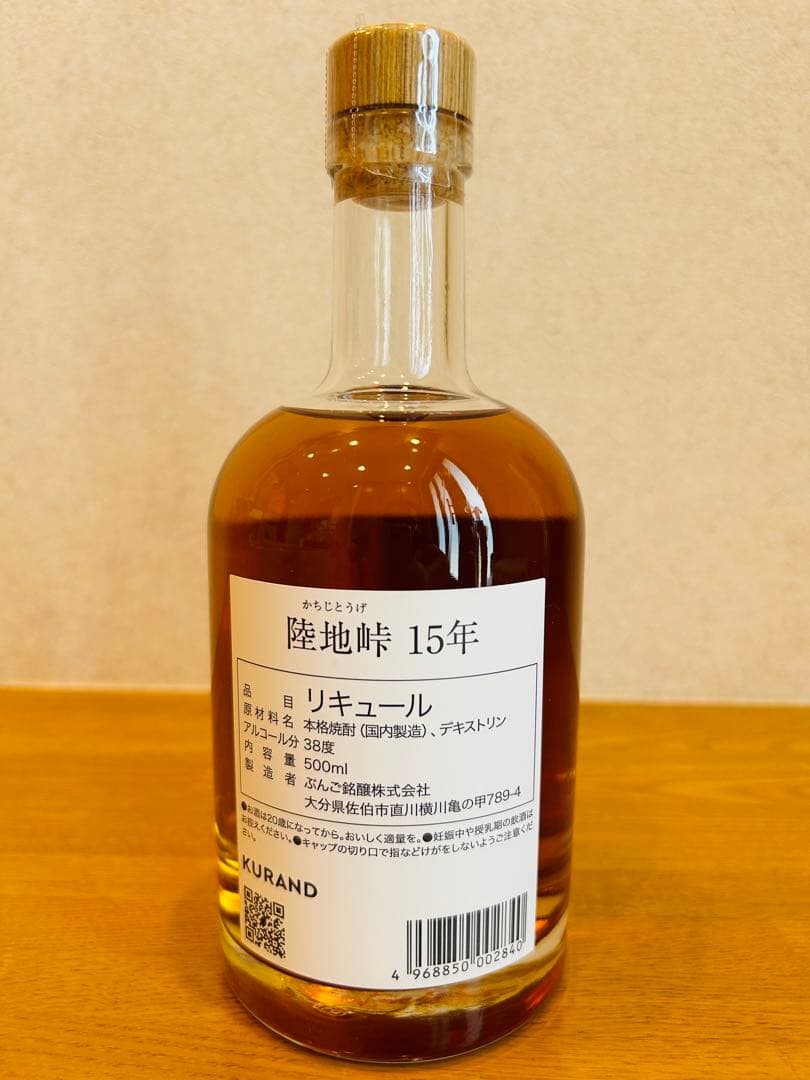 かちじとうげ
陸地峠 15年
品目 リキュール
原材料名 本格焼酎(国内製造)、デキストリン
アルコール分 38度
内容量 500ml
製造者 ぶんご銘醸株式会社
大分県佐伯市直川横川亀の甲789-4
●お酒は20歳になってから。おいしく適量を。●妊娠中や授乳期の飲酒は
お控えください。●キャップの切り口で指などけがをしないようご注意くだ
さい。
KURAND
4 968850 002840